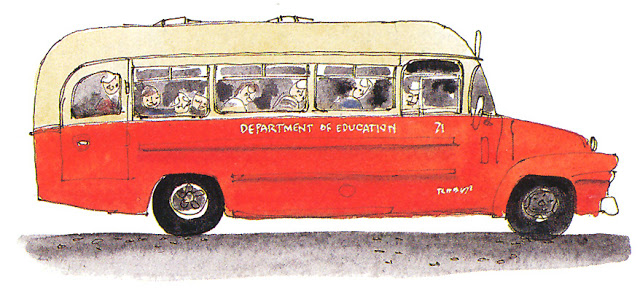 DEPARTMENT OF EDUCATION 71